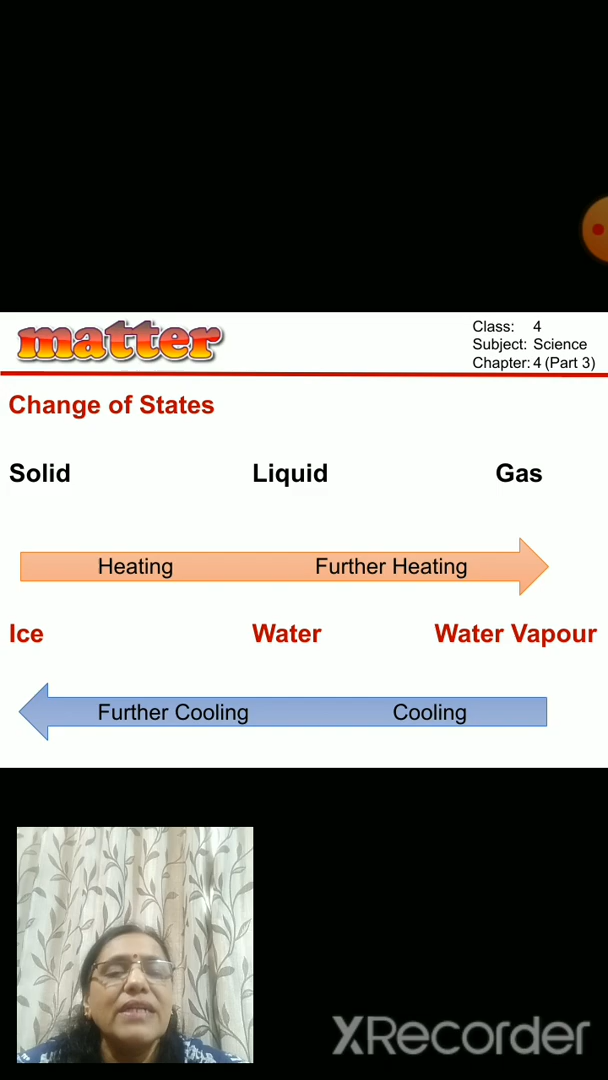 matter
Class: 4
Subject: Science
Chapter: 4 (Part 3)
Change of States
Solid Liquid Gas
Heating Further Heating
Ice Water Water Vapour
Further Cooling Cooling
XRecorder